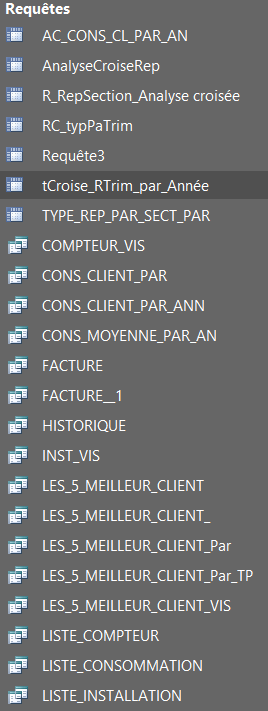 Requêtes
AC_CONS_CL_PAR_AN
AnalyseCroiseRep
R_RepSection_Analyse croisée
RC_typPaTrim
Requête3
tCroise_RTrim_par_Année
TYPE_REP_PAR_SECT_PAR
COMPTEUR_VIS
CONS_CLIENT_PAR
CONS_CLIENT_PAR_ANN
CONS_MOYENNE_PAR_AN
FACTURE
FACTURE__1
HISTORIQUE
INST_VIS
LES_5_MEILLEUR_CLIENT
LES_5_MEILLEUR_CLIENT_
LES_5_MEILLEUR_CLIENT_Par
LES_5_MEILLEUR_CLIENT_Par_TP
LES_5_MEILLEUR_CLIENT_VIS
LISTE_COMPTEUR
LISTE_CONSOMMATION
LISTE_INSTALLATION